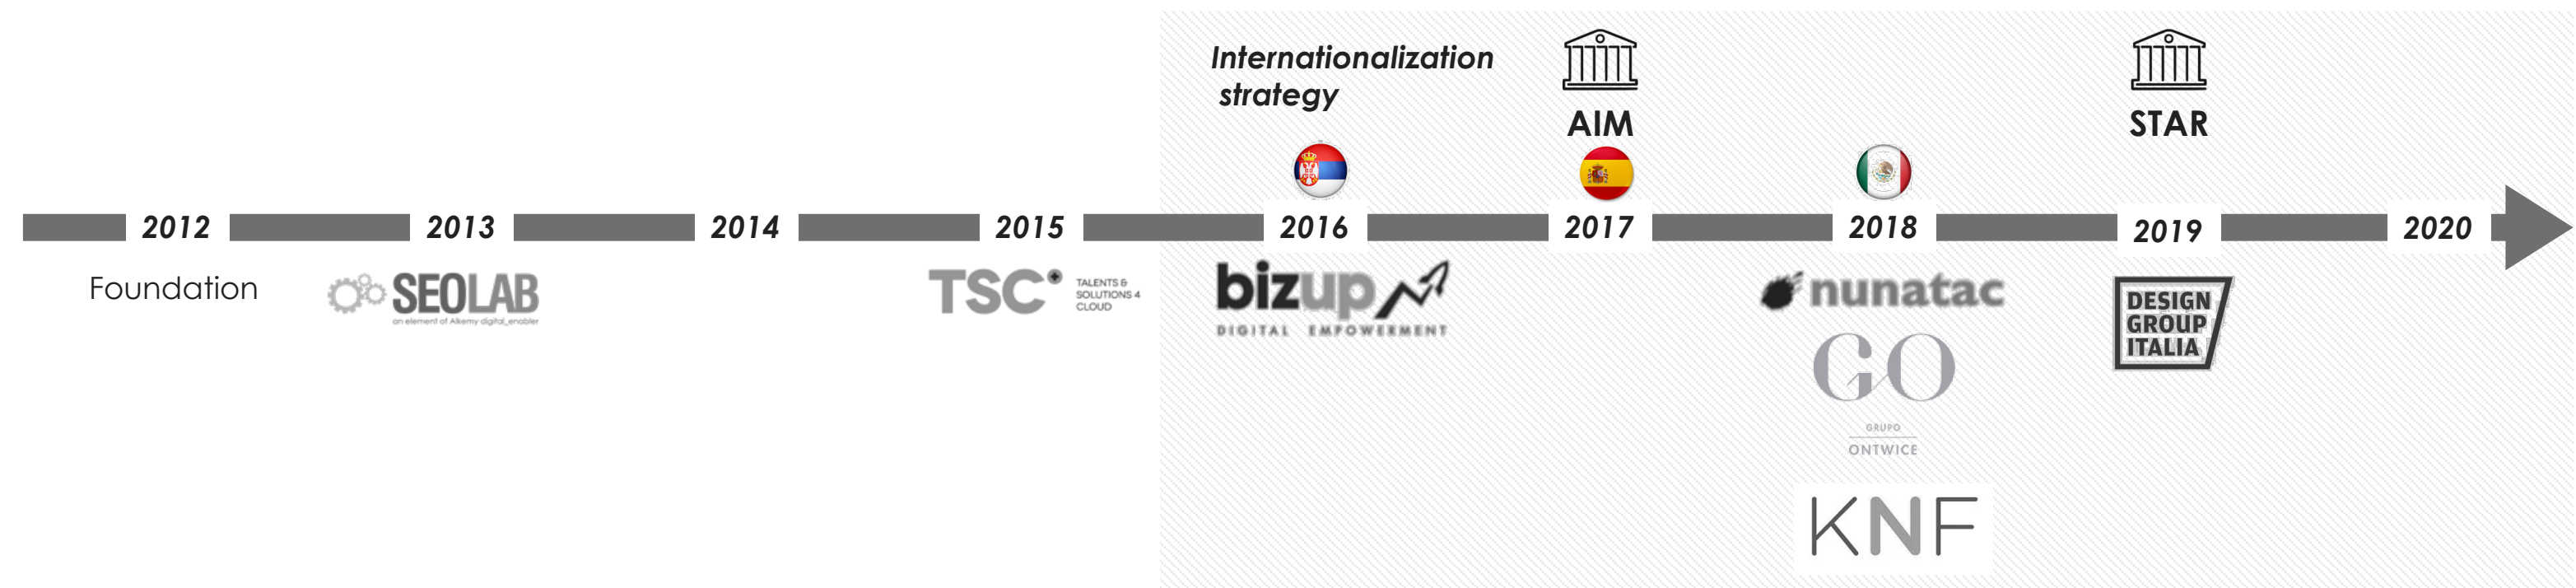 Internationalization
strategy
AIM
STAR
2012
2013
2014
2015
2016
2017
2018
2019
2020
Foundation
SEOLAB
an element of Alkemy digital_enabler
TSC+
TALENTS &
SOLUTIONS 4
CLOUD
bizup
DIGITAL EMPOWERMENT
nunatac
GO
GRUPO
ONTWICE
KNF
DESIGN
GROUP
ITALIA